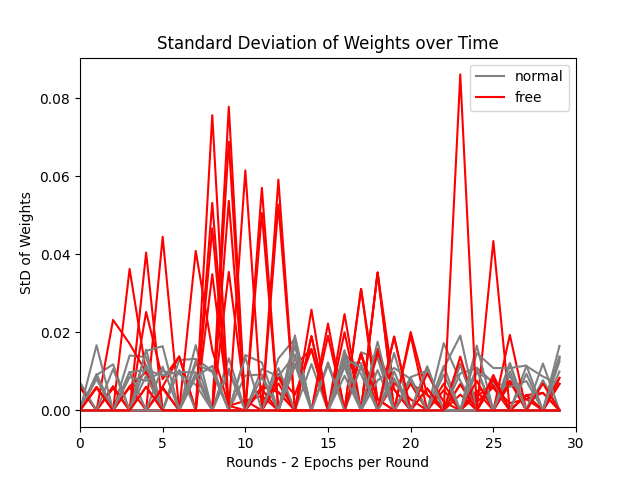 Standard Deviation of Weights over Time
normal
free
StD of Weights
0.08
0.06
0.04
0.02
0.00
0 5 10 15 20 25 30
Rounds - 2 Epochs per Round